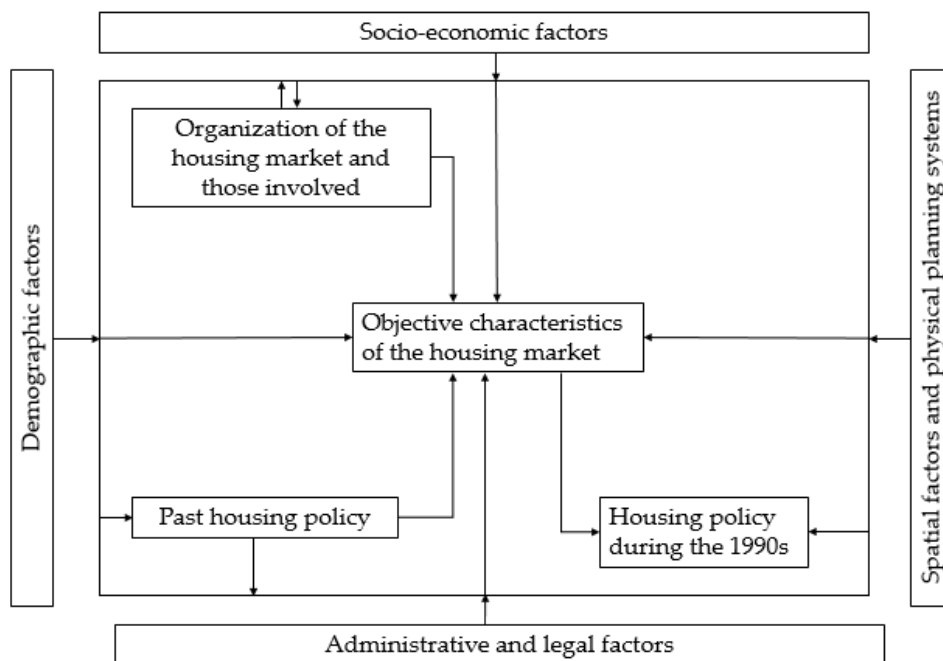 Socio-economic factors
Demographic factors
Organization of the
housing market and
those involved
Spatial factors and physical planning systems
Objective characteristics
of the housing market
Past housing policy
Housing policy
during the 1990s
Administrative and legal factors